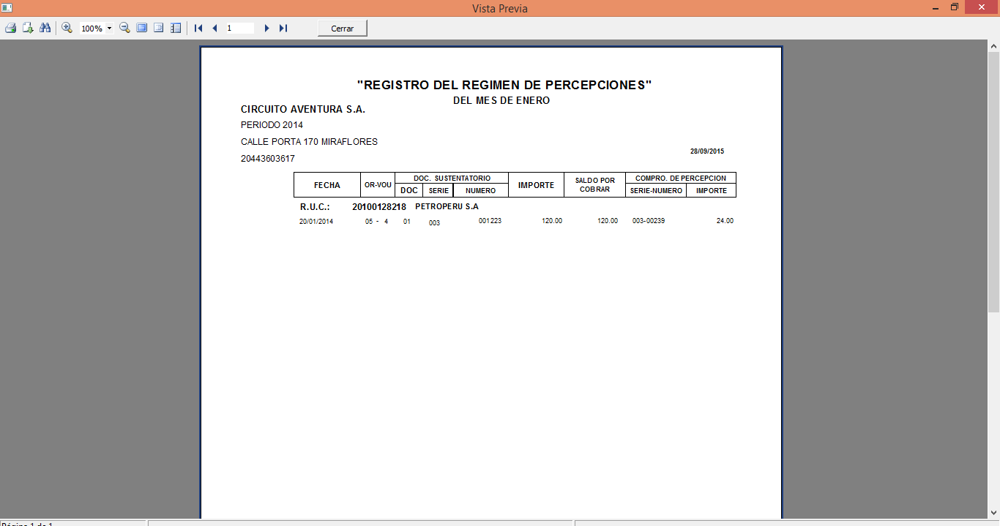 Vista Previa
100% 1 Cerrar
"REGISTRO DEL REGIMEN DE PERCEPCIONES"
DEL MES DE ENERO
CIRCUITO AVENTURA S.A.
PERIODO 2014
CALLE PORTA 170 MIRAFLORES
28/09/2015
20443603617
FECHA OR-VOU DOC. SUSTENTATORIO IMPORTE SALDO POR COBRAR COMPRO. DE PERCEPCION
DOC SERIE NUMERO SERIE-NUMERO IMPORTE
R.U.C.: 20100128218 PETROPERU S.A
20/01/2014 05 - 4 01 003 001223 120.00 120.00 003-00239 24.00
Página 1 de 1